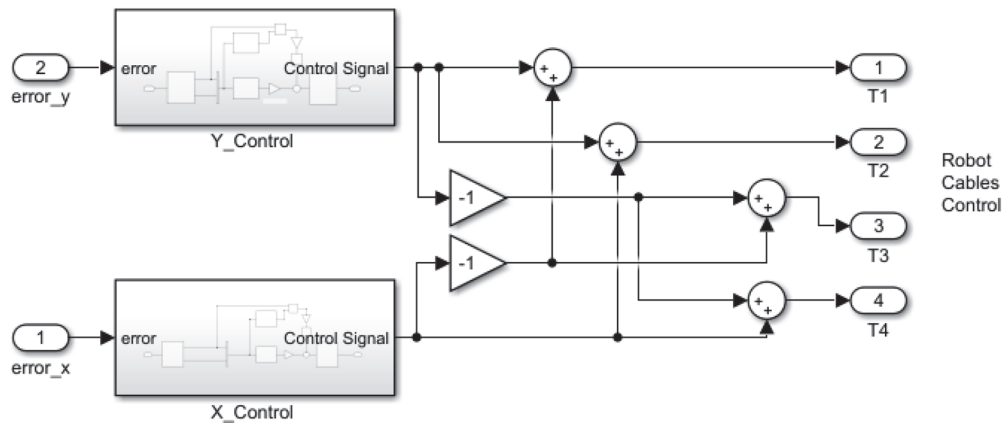 2
error_y
error
Control Signal
Y_Control
+
+
1
T1
+
+
2
T2
Robot
Cables
Control
-1
+
+
3
T3
-1
1
error_x
error
Control Signal
X_Control
+
+
4
T4